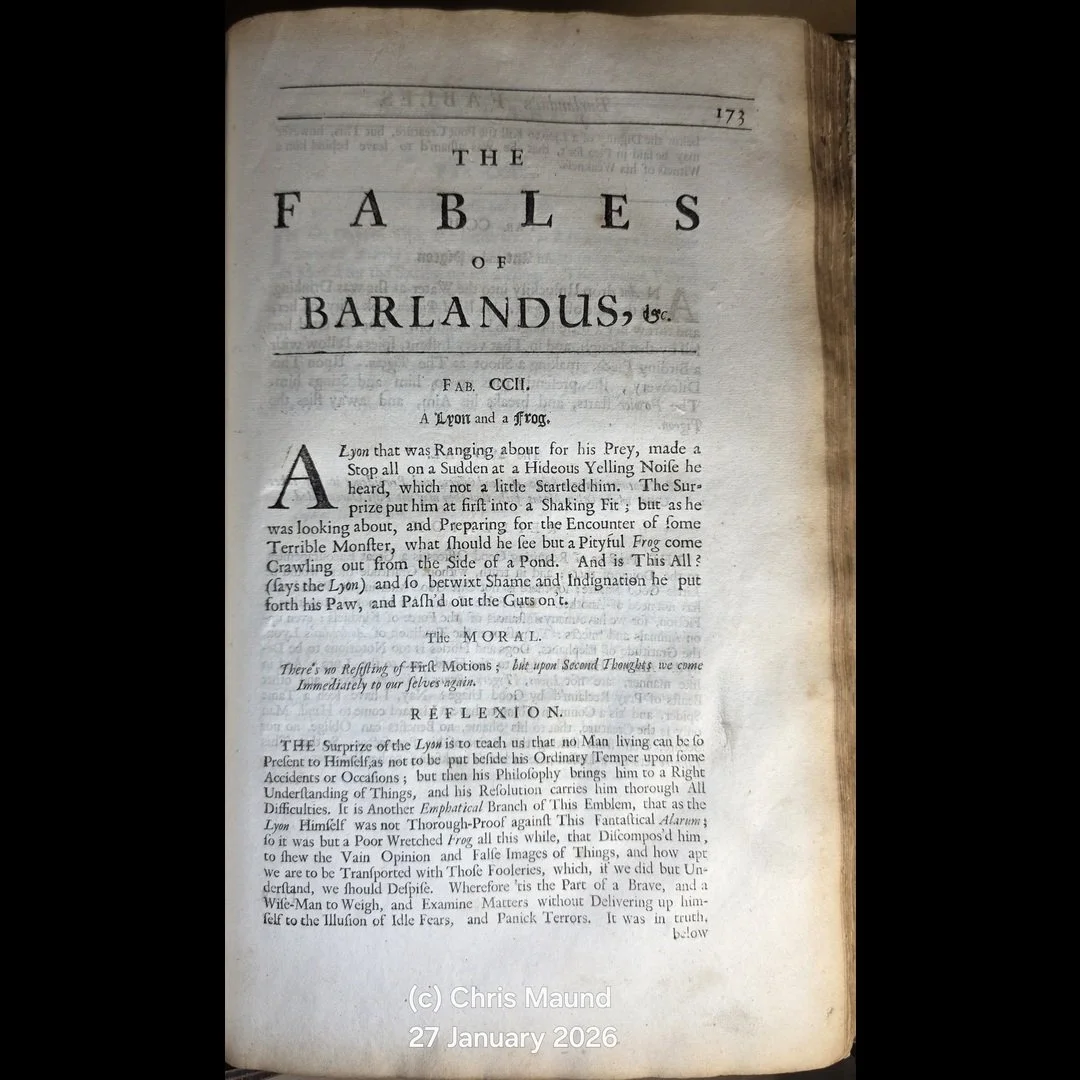 173
THE
FABLES
OF
BARLANDUS, &c.
FAB. CCII.
A Lyon and a Frog.
A Lyon that was Ranging about for his Prey, made a
Stop all on a Sudden at a Hideous Yelling Noiſe he
heard, which not a little Startled him. The Sur-
prize put him at firſt into a Shaking Fit; but as he
was looking about, and Preparing for the Encounter of ſome
Terrible Monſter, what ſhould he ſee but a Pityful Frog come
Crawling out from the Side of a Pond. And is This All?
(ſays the Lyon) and ſo betwixt Shame and Indignation he put
forth his Paw, and Paſh'd out the Guts on't.
The MORAL.
There's no Reſiſting of Firſt Motions; but upon Second Thoughts we come
Immediately to our ſelves again.
REFLEXION.
THE Surprize of the Lyon is to teach us that no Man living can be ſo
Preſent to Himſelf,as not to be put beſide his Ordinary Temper upon ſome
Accidents or Occaſions; but then his Philoſophy brings him to a Right
Underſtanding of Things, and his Reſolution carries him thorough All
Difficulties. It is Another Emphatical Branch of This Emblem, that as the
Lyon Himſelf was not Thorough-Proof againſt This Fantaſtical Alarum;
ſo it was but a Poor Wretched Frog all this while, that Diſcompos'd him,
to ſhew the Vain Opinion and Falſe Images of Things, and how apt
we are to be Tranſported with Thoſe Fooleries, which, if we did but Un-
derſtand, we ſhould Deſpiſe. Wherefore 'tis the Part of a Brave, and a
Wiſe-Man to Weigh, and Examine Matters without Delivering up him-
ſelf to the Illuſion of Idle Fears, and Panick Terrors. It was in truth,
below
(c) Chris Maund
27 January 2026